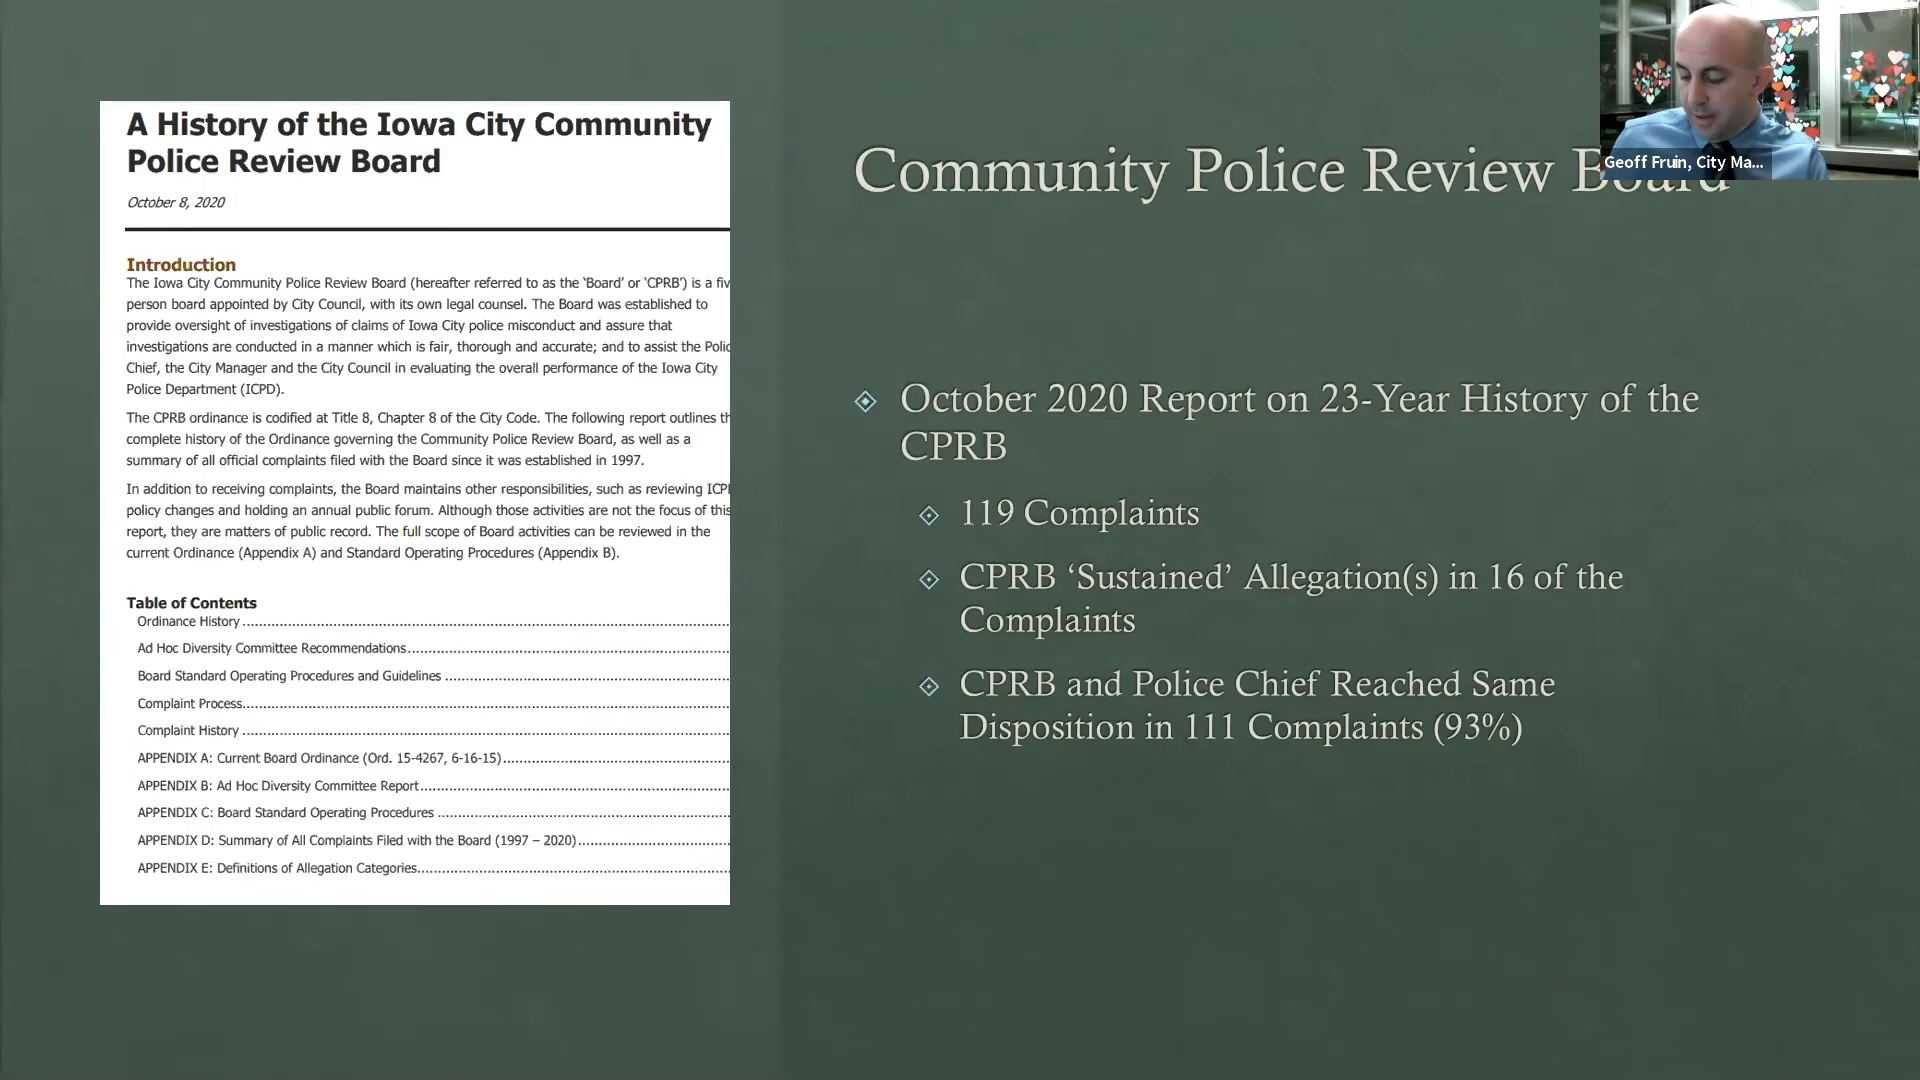 A History of the Iowa City Community
Police Review Board
October 8, 2020
Introduction
The Iowa City Community Police Review Board (hereafter referred to as the ‘Board’ or ‘CPRB’) is a fiv
person board appointed by City Council, with its own legal counsel. The Board was established to
provide oversight of investigations of claims of Iowa City police misconduct and assure that
investigations are conducted in a manner which is fair, thorough and accurate; and to assist the Polic
Chief, the City Manager and the City Council in evaluating the overall performance of the Iowa City
Police Department (ICPD).
The CPRB ordinance is codified at Title 8, Chapter 8 of the City Code. The following report outlines th
complete history of the Ordinance governing the Community Police Review Board, as well as a
summary of all official complaints filed with the Board since it was established in 1997.
In addition to receiving complaints, the Board maintains other responsibilities, such as reviewing ICP
policy changes and holding an annual public forum. Although those activities are not the focus of this
report, they are matters of public record. The full scope of Board activities can be reviewed in the
current Ordinance (Appendix A) and Standard Operating Procedures (Appendix B).
Table of Contents
Ordinance History
Ad Hoc Diversity Committee Recommendations
Board Standard Operating Procedures and Guidelines
Complaint Process
Complaint History
APPENDIX A: Current Board Ordinance (Ord. 15-4267, 6-16-15)
APPENDIX B: Ad Hoc Diversity Committee Report
APPENDIX C: Board Standard Operating Procedures
APPENDIX D: Summary of All Complaints Filed with the Board (1997 – 2020)
APPENDIX E: Definitions of Allegation Categories
Community Police Review Board
October 2020 Report on 23-Year History of the
CPRB
119 Complaints
CPRB ‘Sustained’ Allegation(s) in 16 of the
Complaints
CPRB and Police Chief Reached Same
Disposition in 111 Complaints (93%)
Geoff Fruin, City Ma...